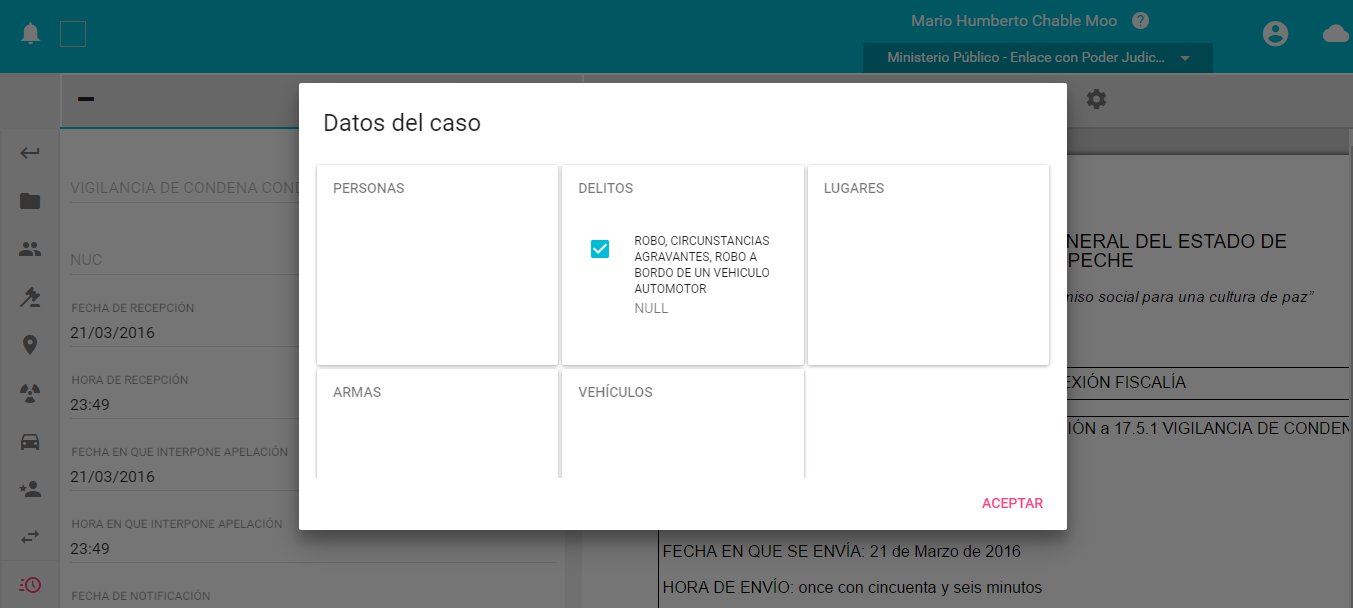 Mario Humberto Chable Moo
Ministerio Público - Enlace con Poder Judic...
Datos del caso
PERSONAS
DELITOS
ROBO, CIRCUNSTANCIAS
AGRAVANTES, ROBO A
BORDO DE UN VEHICULO
AUTOMOTOR
NULL
LUGARES
ARMAS
VEHÍCULOS
ACEPTAR
VIGILANCIA DE CONDENA COND
NUC
FECHA DE RECEPCIÓN
21/03/2016
HORA DE RECEPCIÓN
23:49
FECHA EN QUE INTERPONE APELACIÓN
21/03/2016
HORA EN QUE INTERPONE APELACIÓN
23:49
FECHA DE NOTIFICACIÓN
NERAL DEL ESTADO DE
PECHE
miso social para una cultura de paz"
EXIÓN FISCALÍA
IÓN a 17.5.1 VIGILANCIA DE CONDEN
FECHA EN QUE SE ENVÍA: 21 de Marzo de 2016
HORA DE ENVÍO: once con cincuenta y seis minutos